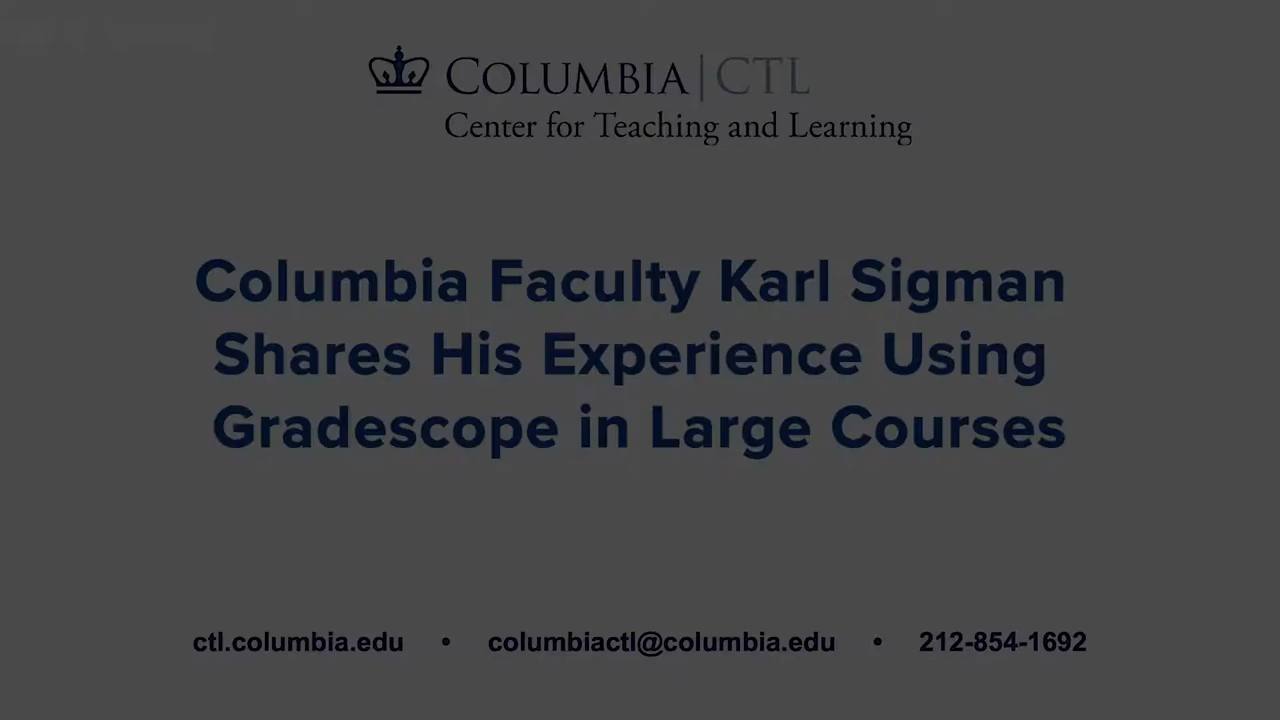 COLUMBIA | CTL
Center for Teaching and Learning
Columbia Faculty Karl Sigman
Shares His Experience Using
Gradescope in Large Courses
ctl.columbia.edu • columbiactl@columbia.edu • 212-854-1692